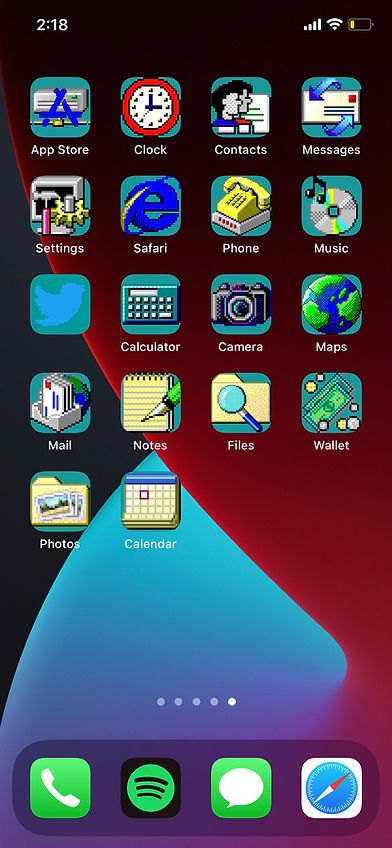 2:18
App Store
Clock
Contacts
Messages
Settings
Safari
Phone
Music
Calculator
Camera
Maps
Mail
Notes
Files
Wallet
Photos
Calendar